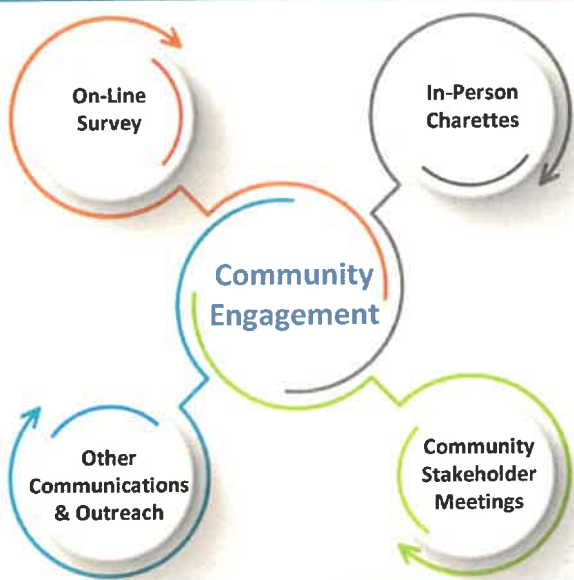 On-Line
Survey
In-Person
Charettes
Community
Engagement
Other
Communications
& Outreach
Community
Stakeholder
Meetings